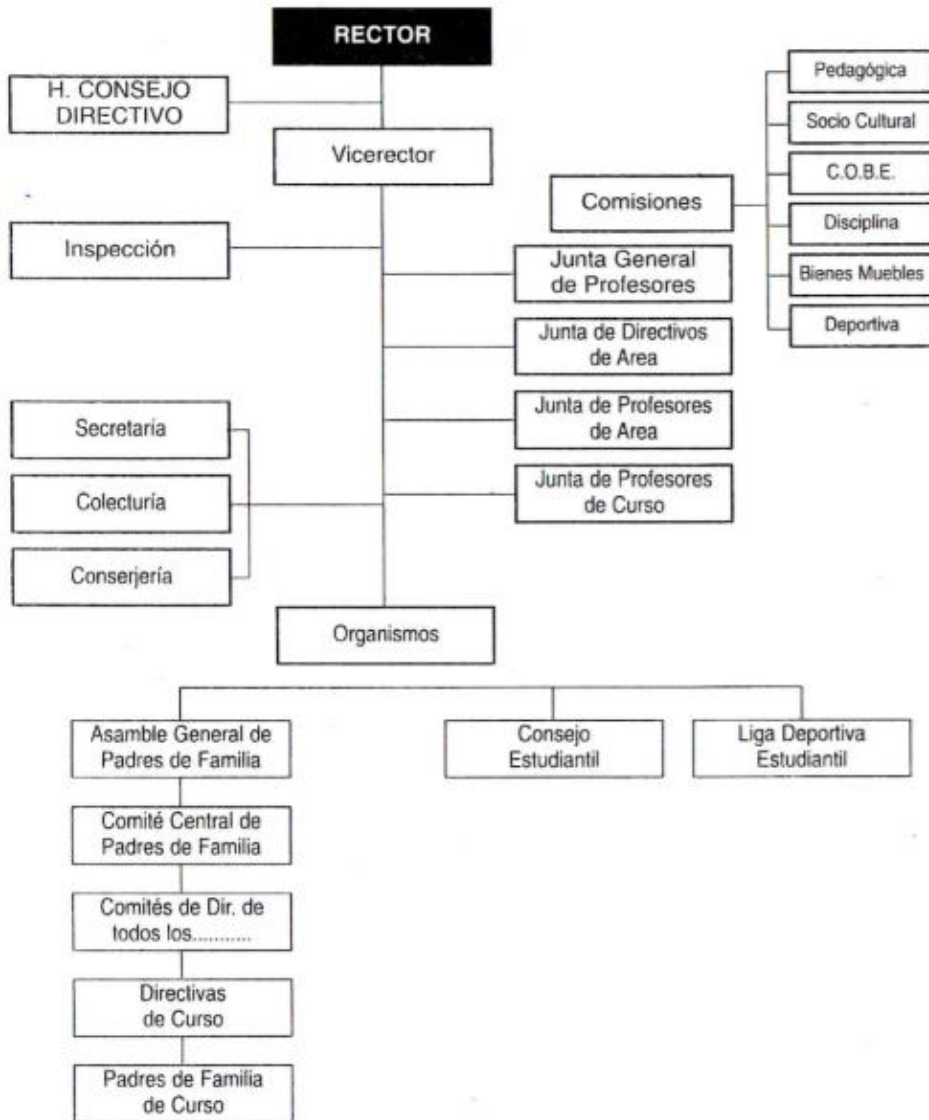 RECTOR
H. CONSEJO
DIRECTIVO
Vicerector
Inspección
Comisiones
Pedagógica
Socio Cultural
C.O.B.E.
Disciplina
Bienes Muebles
Deportiva
Junta General
de Profesores
Junta de Directivos
de Area
Junta de Profesores
de Area
Junta de Profesores
de Curso
Secretaría
Colecturía
Conserjería
Organismos
Asamble General de
Padres de Familia
Comité Central de
Padres de Familia
Comités de Dir. de
todos los...........
Directivas
de Curso
Padres de Familia
de Curso
Consejo
Estudiantil
Liga Deportiva
Estudiantil